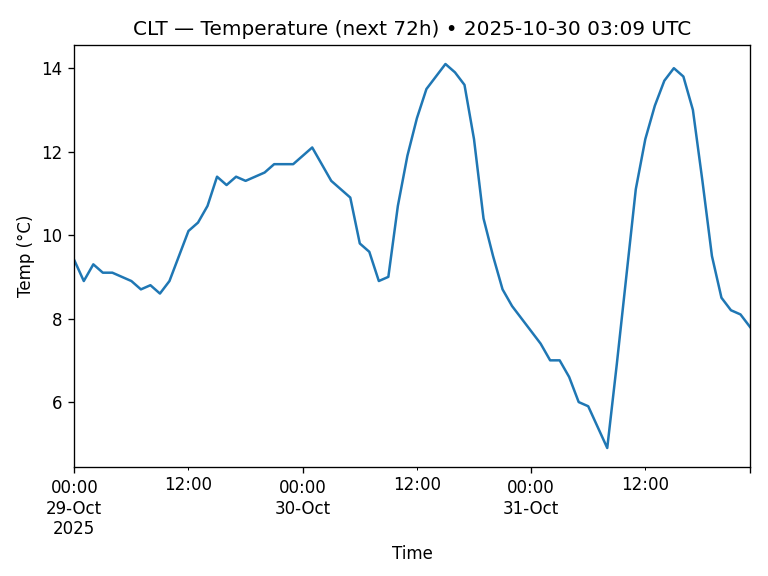 CLT — Temperature (next 72h) • 2025-10-30 03:09 UTC
Temp (°C)
14
12
10
8
6
00:00 12:00 00:00 12:00 00:00 12:00
29-Oct 30-Oct 31-Oct
2025
Time